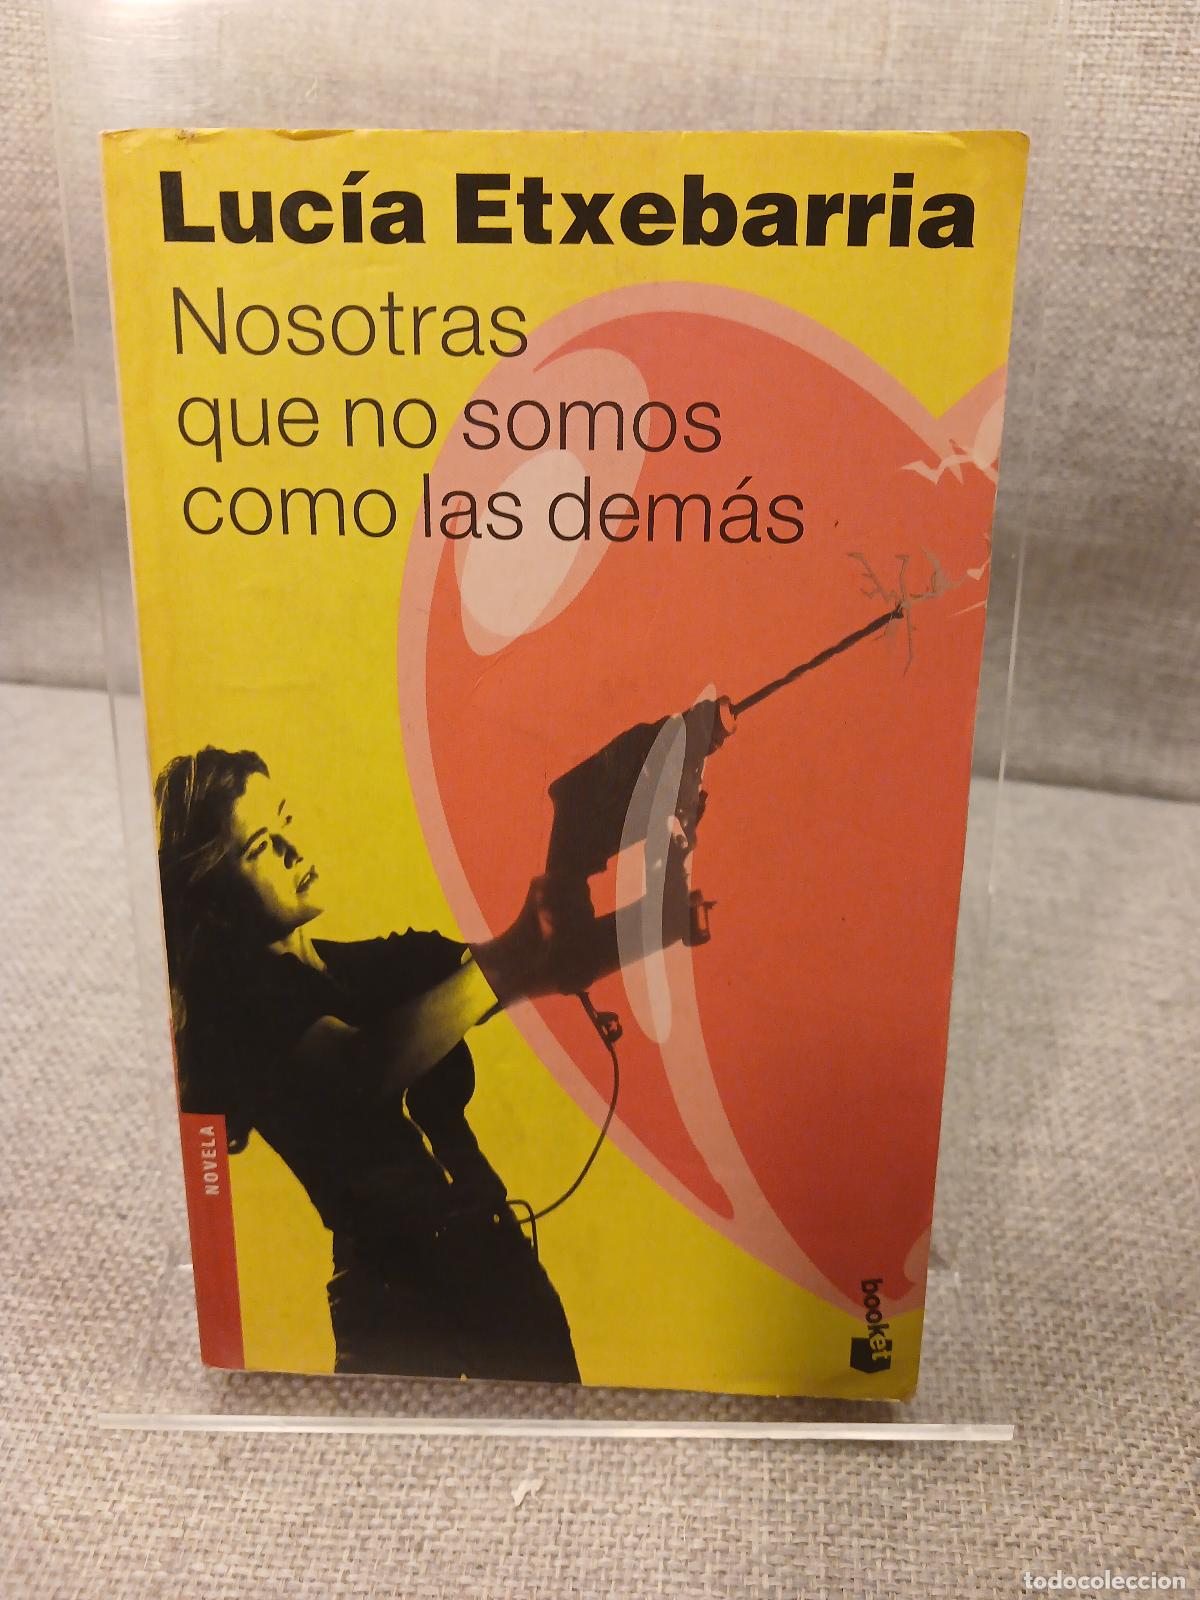 Lucía Etxebarria
Nosotras
que no somos
como las demás
NOVELA
booket
todocoleccion